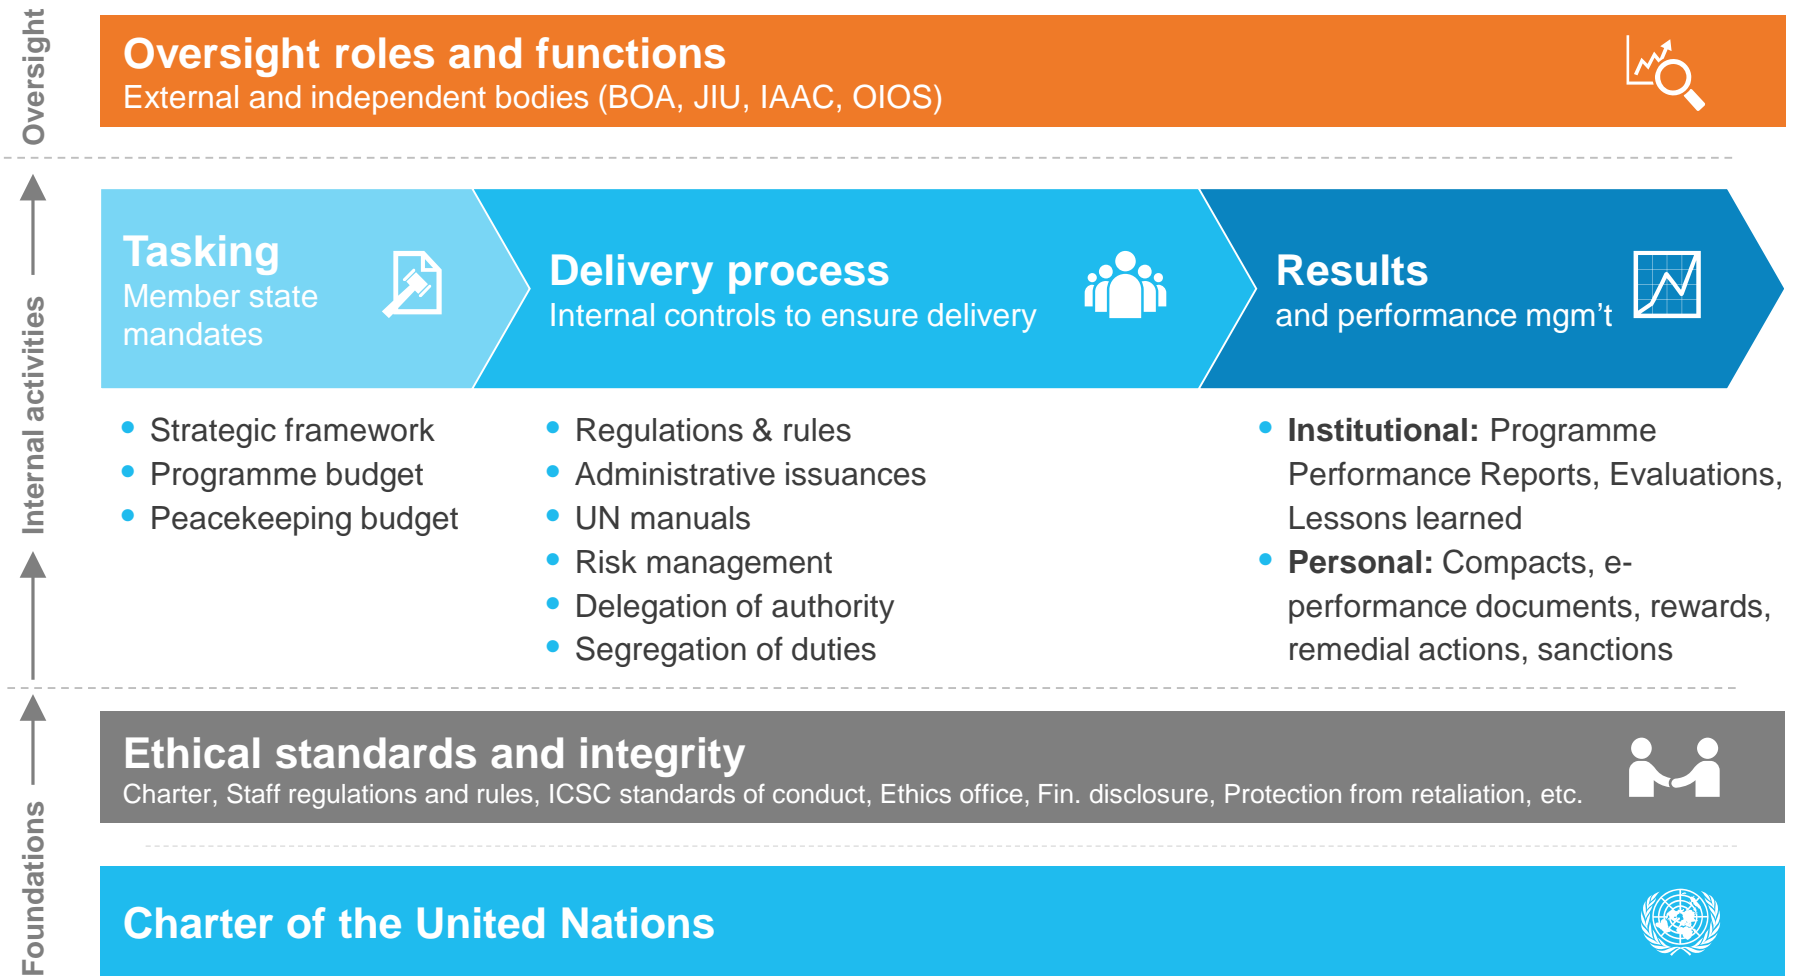 Oversight
Oversight roles and functions
External and independent bodies (BOA, JIU, IAAC, OIOS)
Internal activities
Tasking
Member state
mandates
Delivery process
Internal controls to ensure delivery
Results
and performance mgm’t
• Strategic framework
• Programme budget
• Peacekeeping budget
• Regulations & rules
• Administrative issuances
• UN manuals
• Risk management
• Delegation of authority
• Segregation of duties
• Institutional: Programme
Performance Reports, Evaluations,
Lessons learned
• Personal: Compacts, e-
performance documents, rewards,
remedial actions, sanctions
Foundations
Ethical standards and integrity
Charter, Staff regulations and rules, ICSC standards of conduct, Ethics office, Fin. disclosure, Protection from retaliation, etc.
Charter of the United Nations